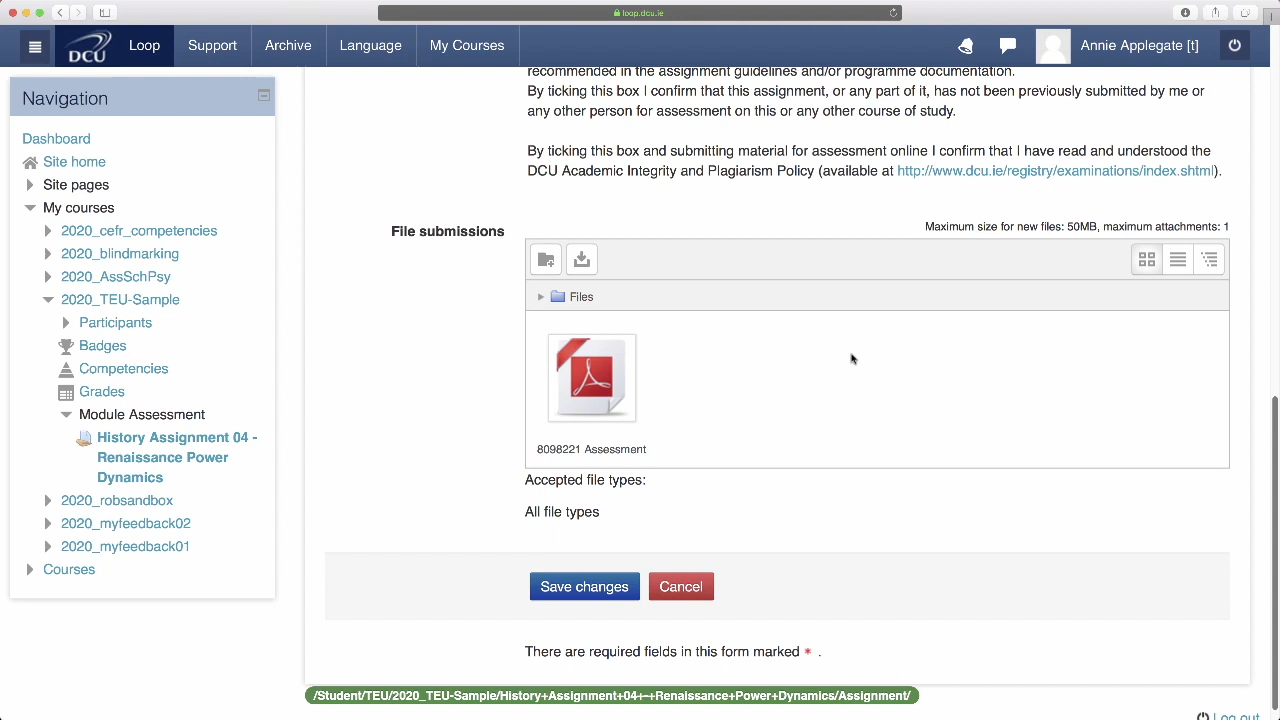 loop.dcu.ie
DCU Loop Support Archive Language My Courses Annie Applegate [t]
Navigation
Dashboard
Site home
Site pages
My courses
2020_cefr_competencies
2020_blindmarking
2020_AssSchPsy
2020_TEU-Sample
Participants
Badges
Competencies
Grades
Module Assessment
History Assignment 04 -
Renaissance Power
Dynamics
2020_robsandbox
2020_myfeedback02
2020_myfeedback01
Courses
recommended in the assignment guidelines and/or programme documentation.
By ticking this box I confirm that this assignment, or any part of it, has not been previously submitted by me or
any other person for assessment on this or any other course of study.
By ticking this box and submitting material for assessment online I confirm that I have read and understood the
DCU Academic Integrity and Plagiarism Policy (available at http://www.dcu.ie/registry/examinations/index.shtml).
File submissions
Maximum size for new files: 50MB, maximum attachments: 1
Files
8098221 Assessment
Accepted file types:
All file types
Save changes Cancel
There are required fields in this form marked * .
/Student/TEU/2020_TEU-Sample/History+Assignment+04+-+Renaissance+Power+Dynamics/Assignment/
Log out